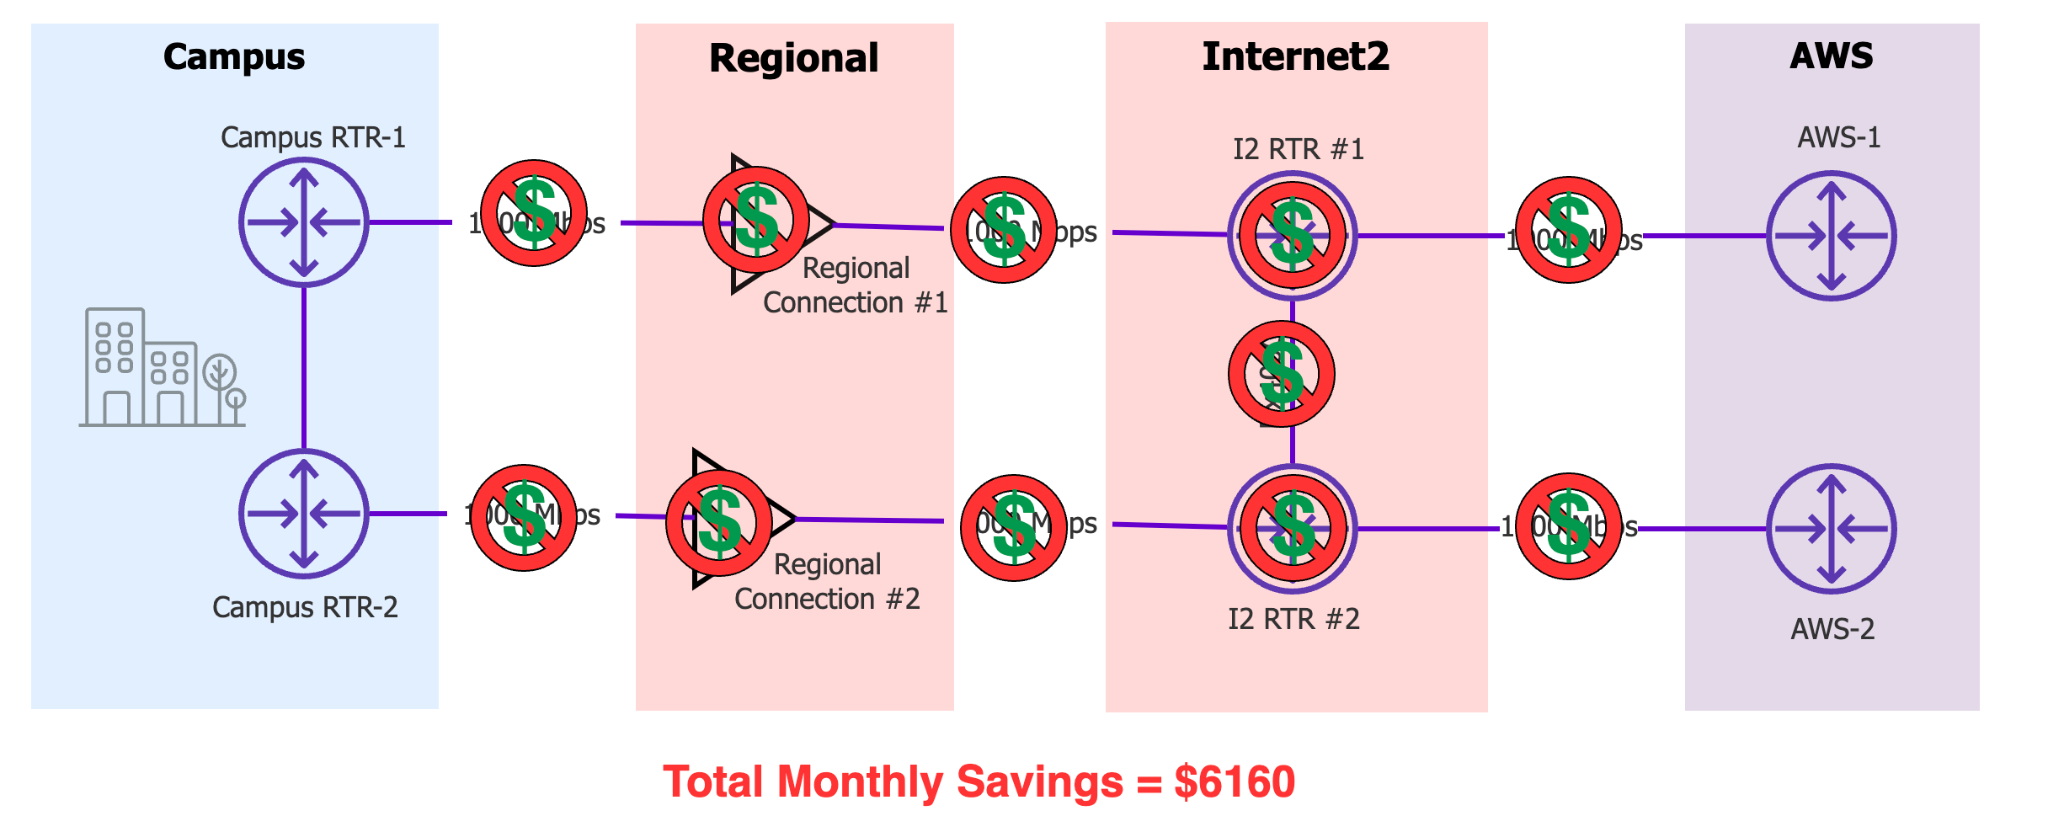 Campus
Regional
Internet2
AWS
Campus RTR-1
I2 RTR #1
AWS-1
Mbps
Regional
Connection #1
Regional
Connection #2
Campus RTR-2
I2 RTR #2
AWS-2
Total Monthly Savings = $6160